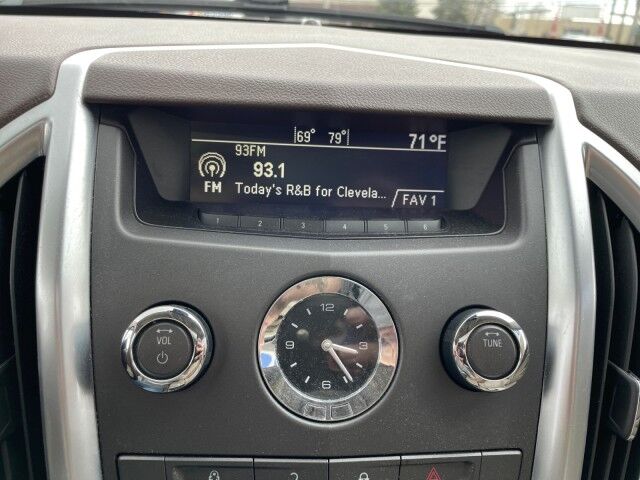 69° 79° 71°F
93FM
93.1
FM Today's R&B for Clevela... FAV 1
1 2 3 4 5 6
12
9 3
6
VOL
TUNE